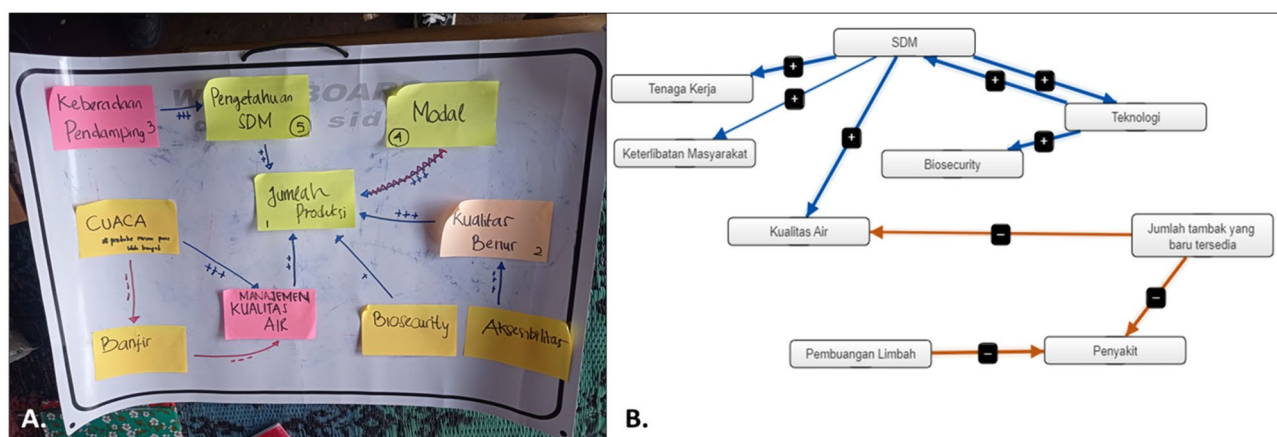 Keberadaan
Pendamping 3
+++
Pengetahuan
SDM
5
++
Modal
4
+++
Jumlah
Produksi
1
CUACA
+++
+++
Kualitas
Benur 2
---
+++
+
+++
MANAJEMEN
KUALITAS
AIR
Banjir
---
Biosecurity
Aksesibilitas
A.
SDM
+
+
+
Tenaga Kerja
+
Teknologi
+
+
Keterlibatan Masyarakat
Biosecurity
Kualitas Air
-
Jumlah tambak yang
baru tersedia
-
Pembuangan Limbah
-
Penyakit
B.